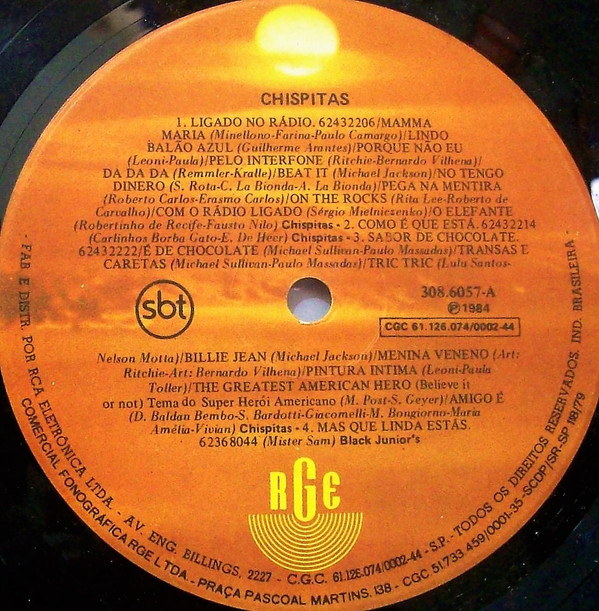 CHISPITAS
1. LIGADO NO RÁDIO. 62432206/MAMMA
MARIA (Minellono-Farina-Paulo Camargo)/LINDO
BALÃO AZUL (Guilherme Arantes)/PORQUE NÃO EU
(Leoni-Paula)/PELO INTERFONE (Ritchie-Bernardo Vilhena)/
DA DA DA (Remmler-Kralle)/BEAT IT (Michael Jackson)/NO TENGO
DINERO (S. Rota-C. La Bionda-A. La Bionda)/PEGA NA MENTIRA
(Roberto Carlos-Erasmo Carlos)/ON THE ROCKS (Rita Lee-Roberto de
Carvalho)/COM O RÁDIO LIGADO (Sérgio Mielniczenko)/O ELEFANTE
(Robertinho de Recife-Fausto Nilo) Chispitas - 2. COMO É QUE ESTÁ. 62432214
(Carlinhos Borba Gato-E. De Heer) Chispitas - 3. SABOR DE CHOCOLATE.
62432222/É DE CHOCOLATE (Michael Sullivan-Paulo Massadas)/TRANSAS E
CARETAS (Michael Sullivan-Paulo Massadas)/TRIC TRIC (Lulu Santos-
sbt
308.6057-A
Ⓟ 1984
CGC 61.126.074/0002-44
Nelson Motta)/BILLIE JEAN (Michael Jackson)/MENINA VENENO (Art:
Ritchie-Art: Bernardo Vilhena)/PINTURA INTIMA (Leoni-Paula
Toller)/THE GREATEST AMERICAN HERO (Believe it
or not) Tema do Super Herói Americano (M. Post-S. Geyer)/AMIGO É
(D. Baldan Bembo-S. Bardotti-Giacomelli-M. Bongiorno-Maria
Amélia-Vivian) Chispitas - 4. MAS QUE LINDA ESTÁS.
62368044 (Mister Sam) Black Junior's
RGE
- FAB E DISTR. POR RCA ELETRÔNICA LTDA. - AV. ENG. BILLINGS, 2227 - C.G.C. 61.126.074/0002-44 - S.P. - TODOS OS DIREITOS RESERVADOS. IND. BRASILEIRA -
COMERCIAL FONOGRÁFICA RGE LTDA - PRAÇA PASCOAL MARTINS, 138 - CGC 51.733.459/0001-35 - SCDP/SR-SP 118/79